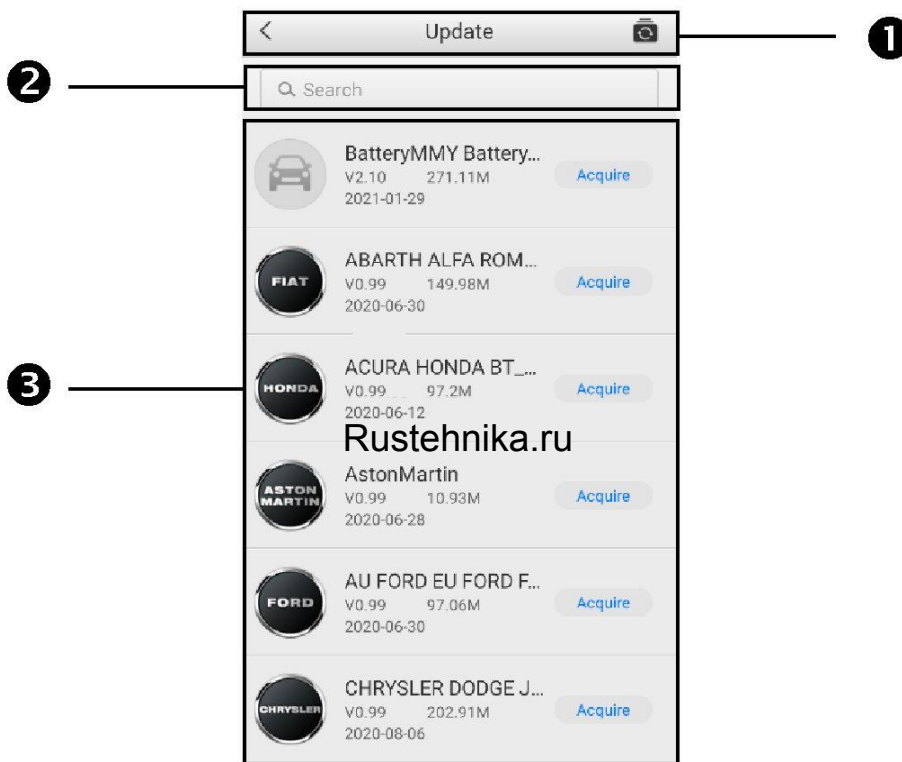 Update
1
2
Search
BatteryMMY Battery...
V2.10 271.11M
Acquire
2021-01-29
FIAT
ABARTH ALFA ROM...
V0.99 149.98M
Acquire
2020-06-30
3
HONDA
ACURA HONDA BT_...
V0.99 97.2M
Acquire
2020-06-12
Rustehnika.ru
ASTON
MARTIN
AstonMartin
V0.99 10.93M
Acquire
2020-06-28
FORD
AU FORD EU FORD F...
V0.99 97.06M
Acquire
2020-06-30
CHRYSLER
CHRYSLER DODGE J...
V0.99 202.91M
Acquire
2020-08-06